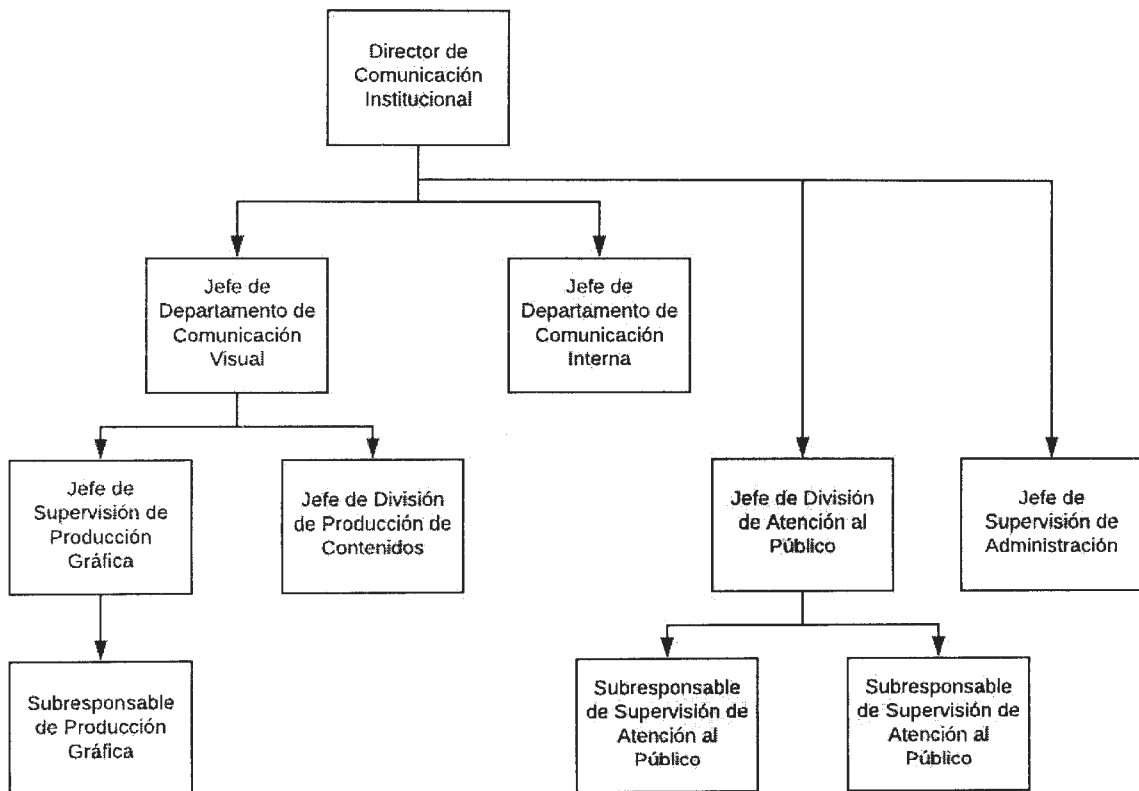 Director de
Comunicación
Institucional
Jefe de
Departamento de
Comunicación
Visual
Jefe de
Departamento de
Comunicación
Interna
Jefe de
Supervisión de
Producción
Gráfica
Jefe de División
de Producción de
Contenidos
Jefe de División
de Atención al
Público
Jefe de
Supervisión de
Administración
Subresponsable
de Producción
Gráfica
Subresponsable
de Supervisión de
Atención al
Público
Subresponsable
de Supervisión de
Atención al
Público